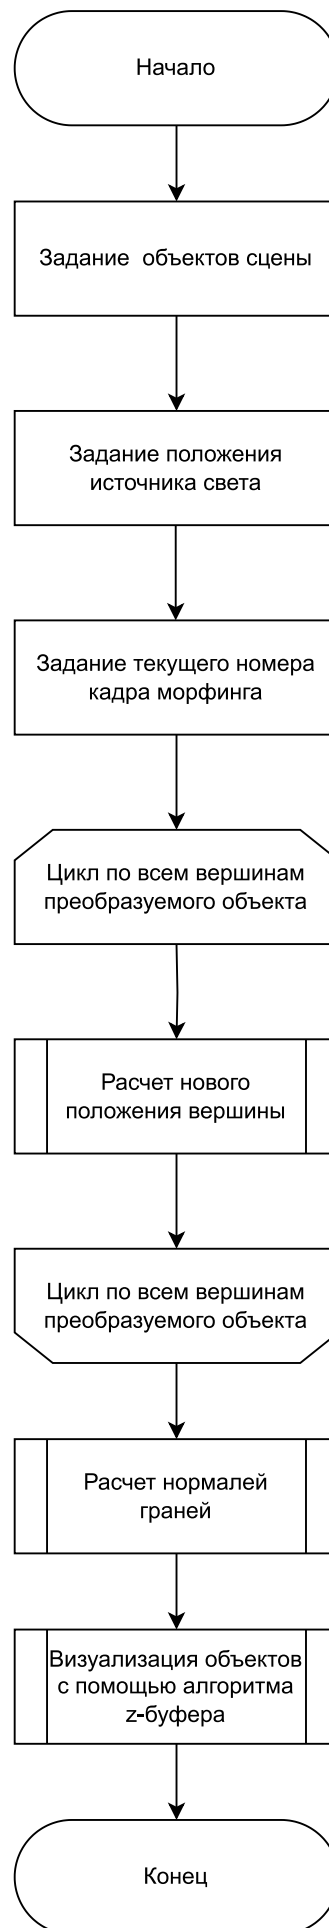 Начало
Задание объектов сцены
Задание положения
источника света
Задание текущего номера
кадра морфинга
Цикл по всем вершинам
преобразуемого объекта
Расчет нового
положения вершины
Цикл по всем вершинам
преобразуемого объекта
Расчет нормалей
граней
Визуализация объектов
с помощью алгоритма
z-буфера
Конец